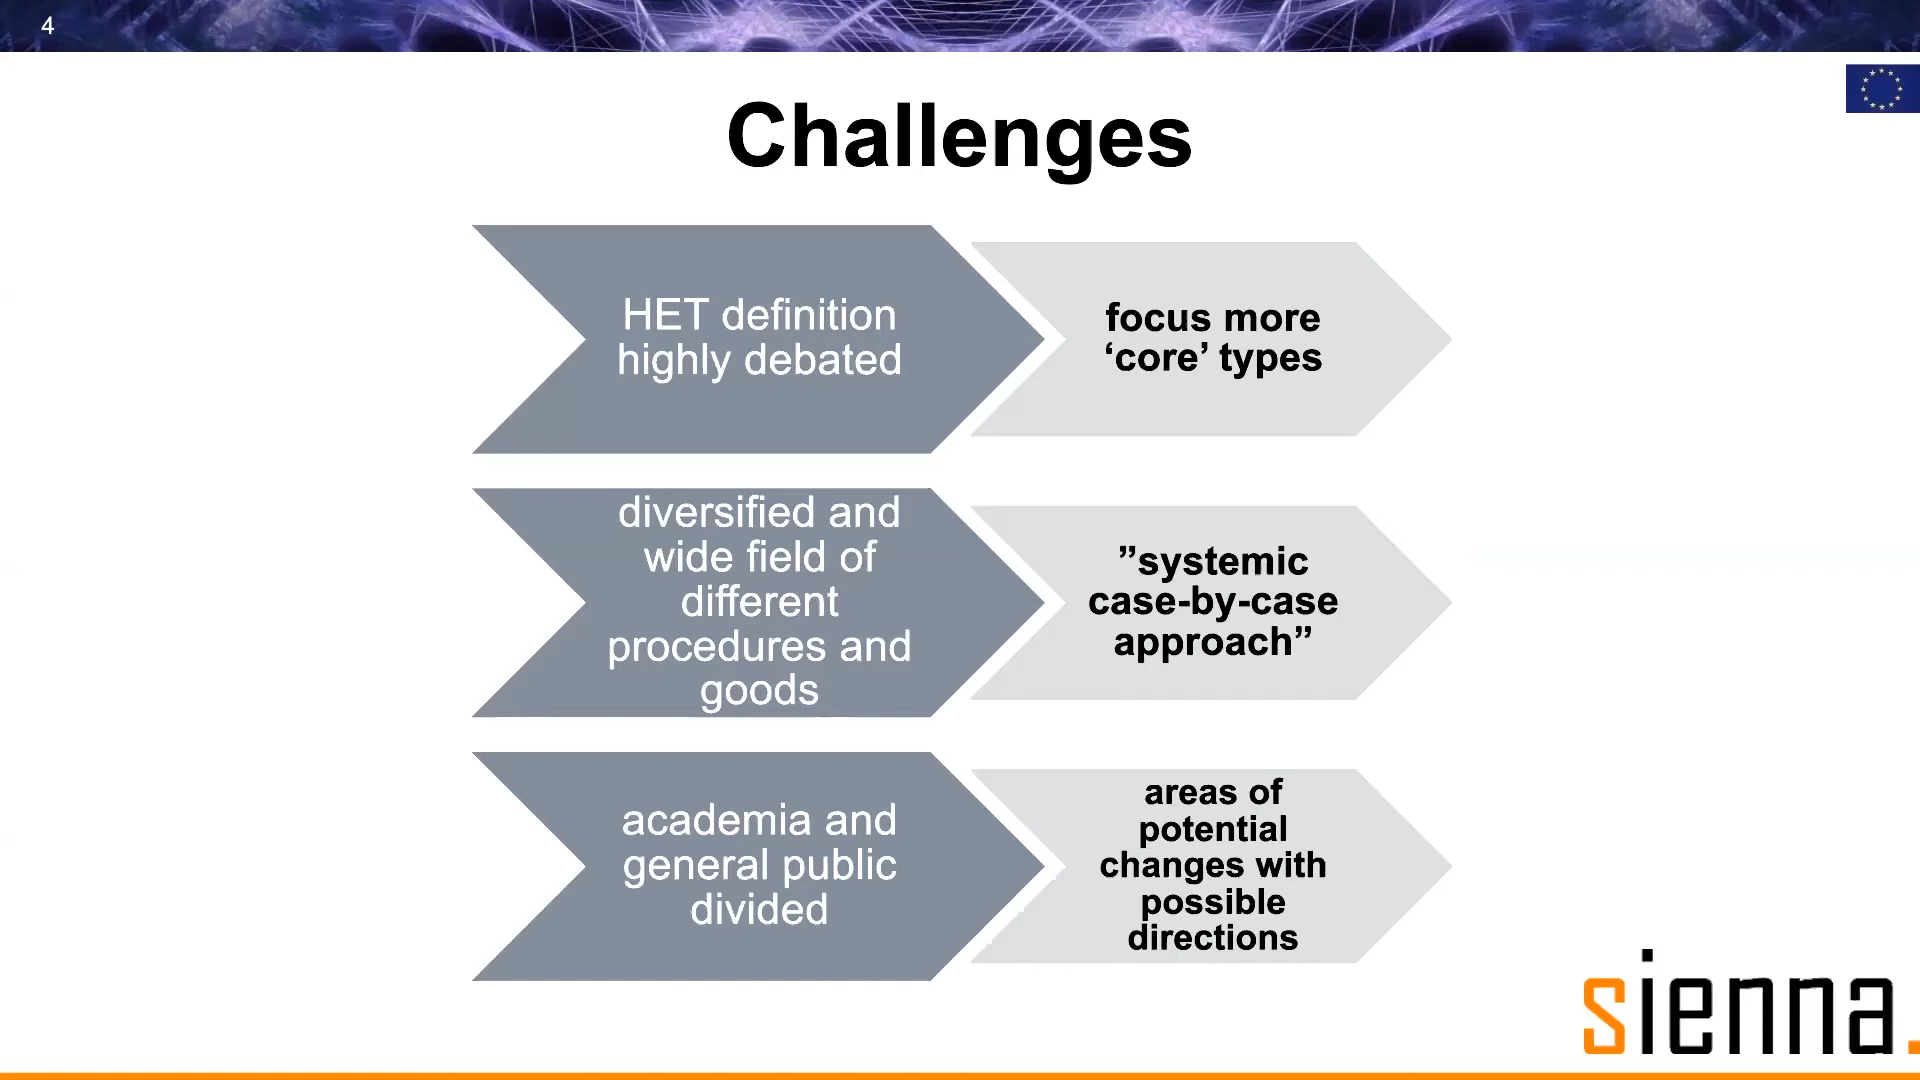 4
Challenges
HET definition
highly debated
focus more
‘core’ types
diversified and
wide field of
different
procedures and
goods
”systemic
case-by-case
approach”
academia and
general public
divided
areas of
potential
changes with
possible
directions
sienna.